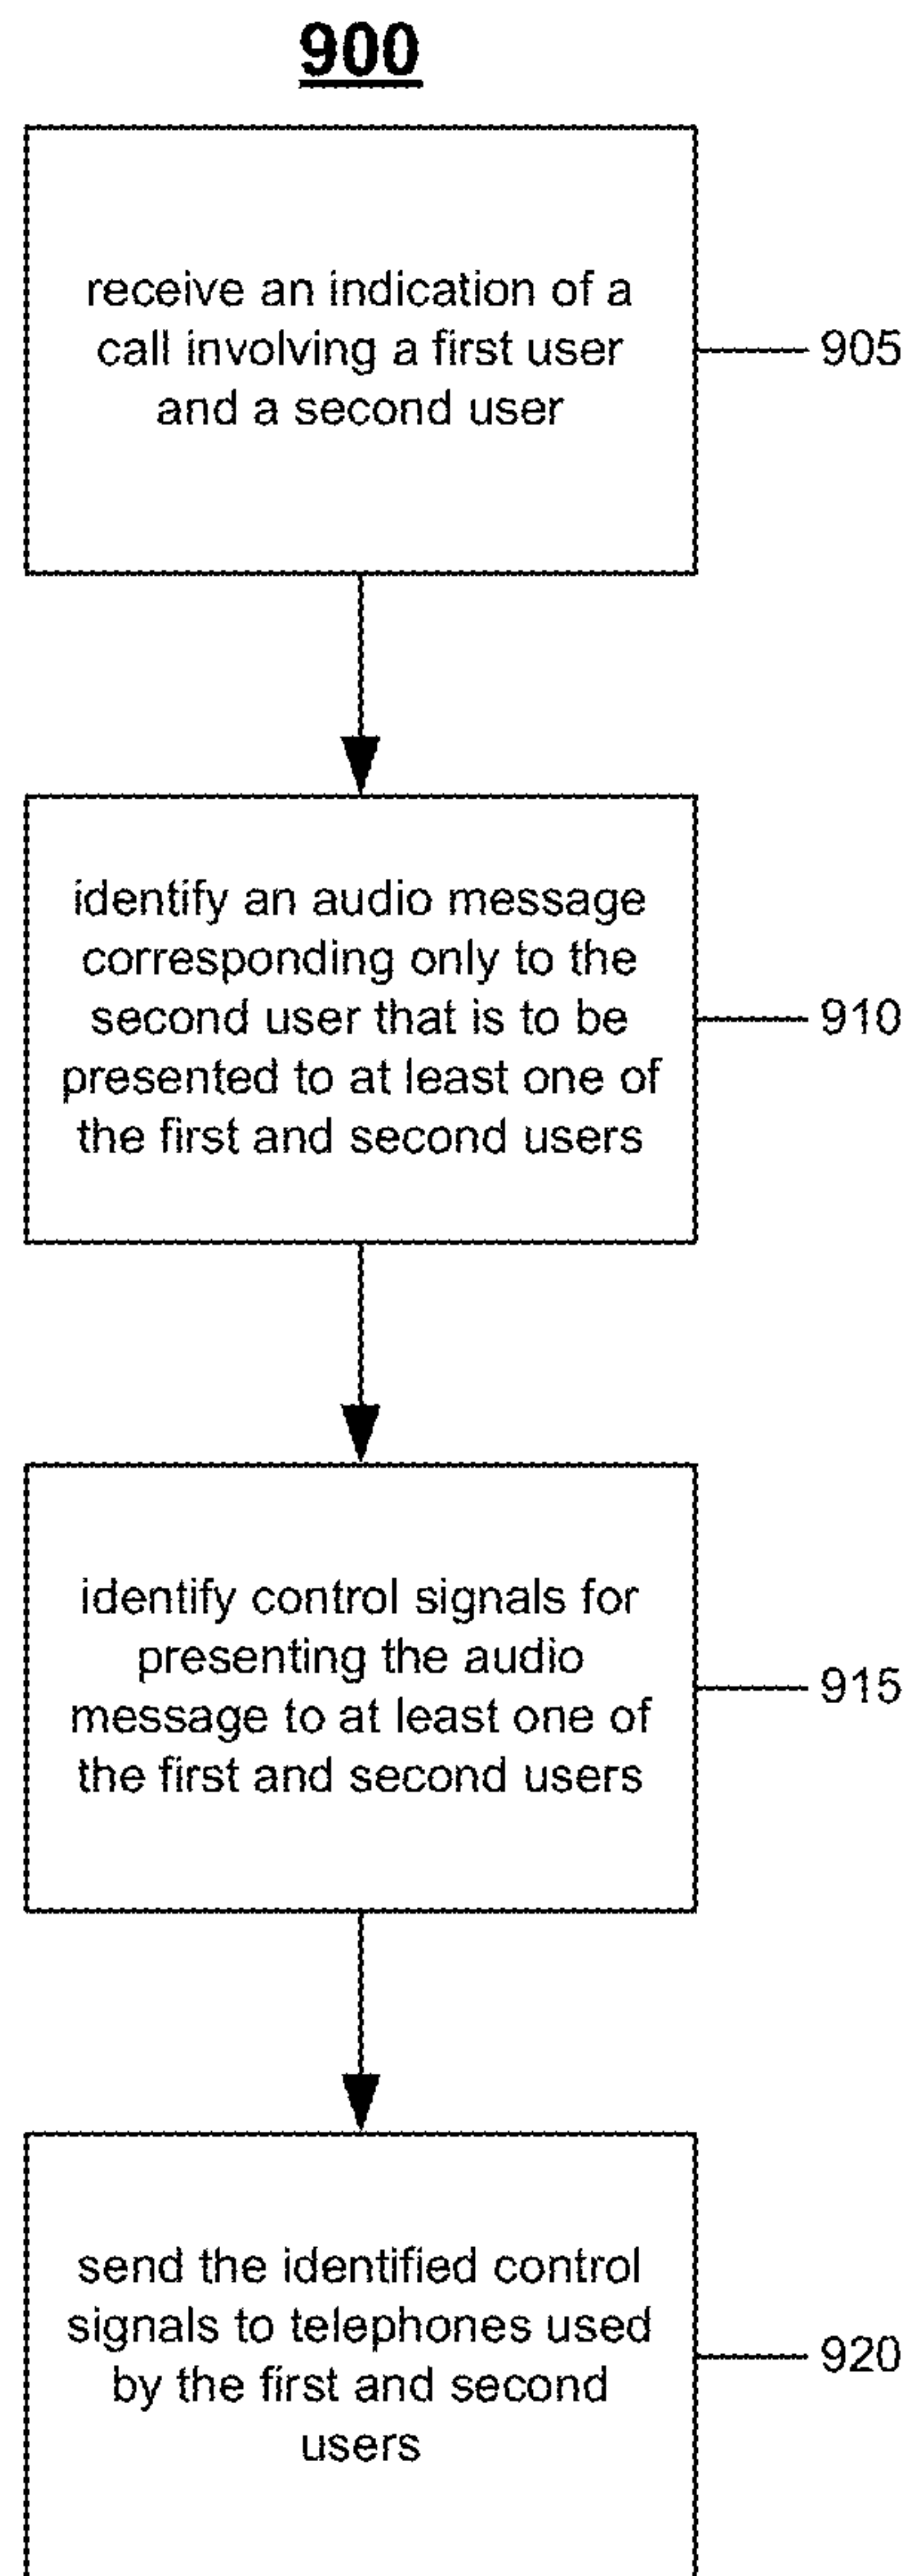 900
receive an indication of a
call involving a first user
and a second user
905
identify an audio message
corresponding only to the
second user that is to be
presented to at least one of
the first and second users
910
identify control signals for
presenting the audio
message to at least one of
the first and second users
915
send the identified control
signals to telephones used
by the first and second
users
920